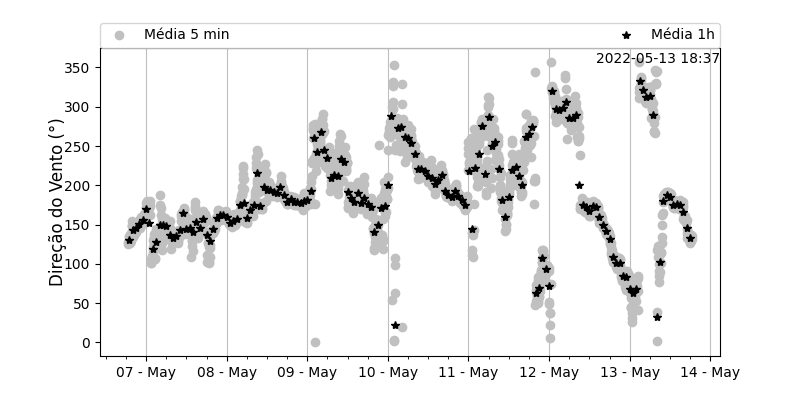 Média 5 min
Média 1h
2022-05-13 18:37
Direção do Vento (°)
350
300
250
200
150
100
50
0
07 - May
08 - May
09 - May
10 - May
11 - May
12 - May
13 - May
14 - May